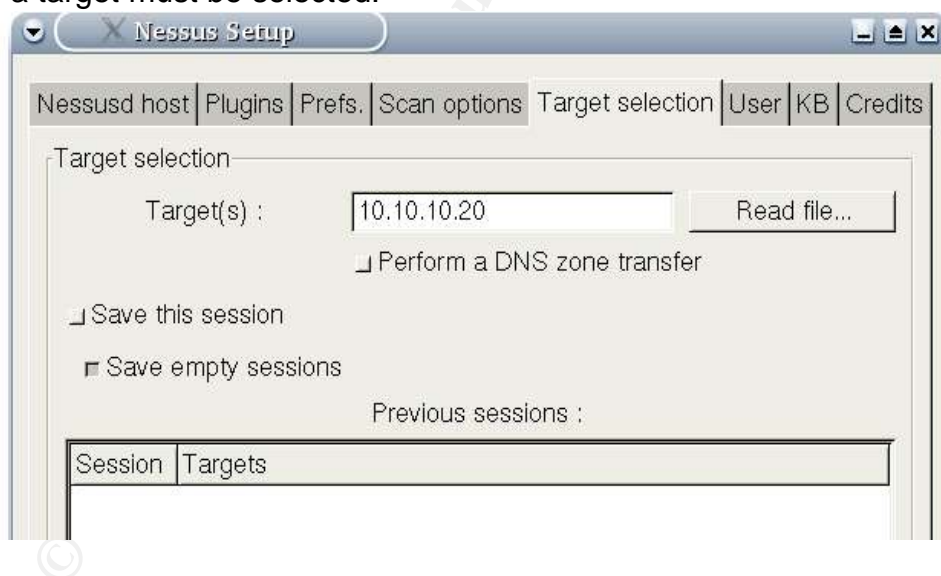 a target must be selected.
Nessus Setup
Nessusd host Plugins Prefs. Scan options Target selection User KB Credits
Target selection
Target(s) : 10.10.10.20 Read file...
Perform a DNS zone transfer
Save this session
Save empty sessions
Previous sessions :
Session Targets
©